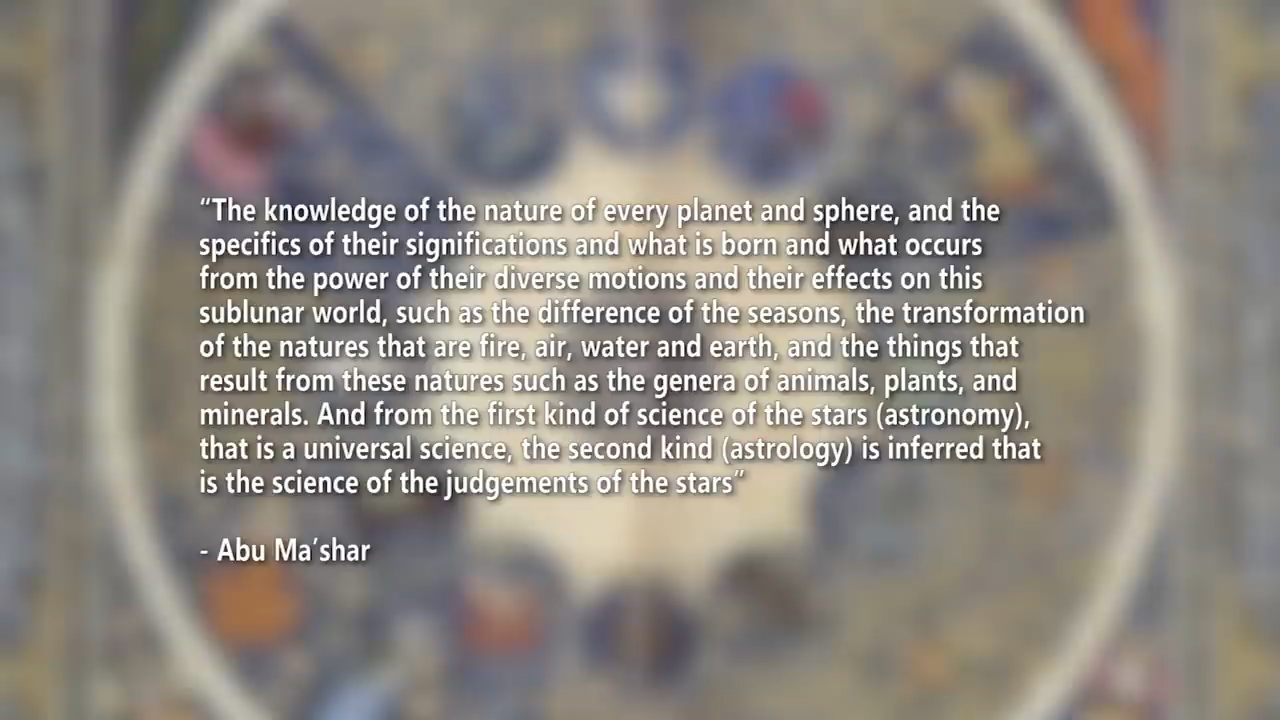 “The knowledge of the nature of every planet and sphere, and the
specifics of their significations and what is born and what occurs
from the power of their diverse motions and their effects on this
sublunar world, such as the difference of the seasons, the transformation
of the natures that are fire, air, water and earth, and the things that
result from these natures such as the genera of animals, plants, and
minerals. And from the first kind of science of the stars (astronomy),
that is a universal science, the second kind (astrology) is inferred that
is the science of the judgements of the stars”
- Abu Ma’shar